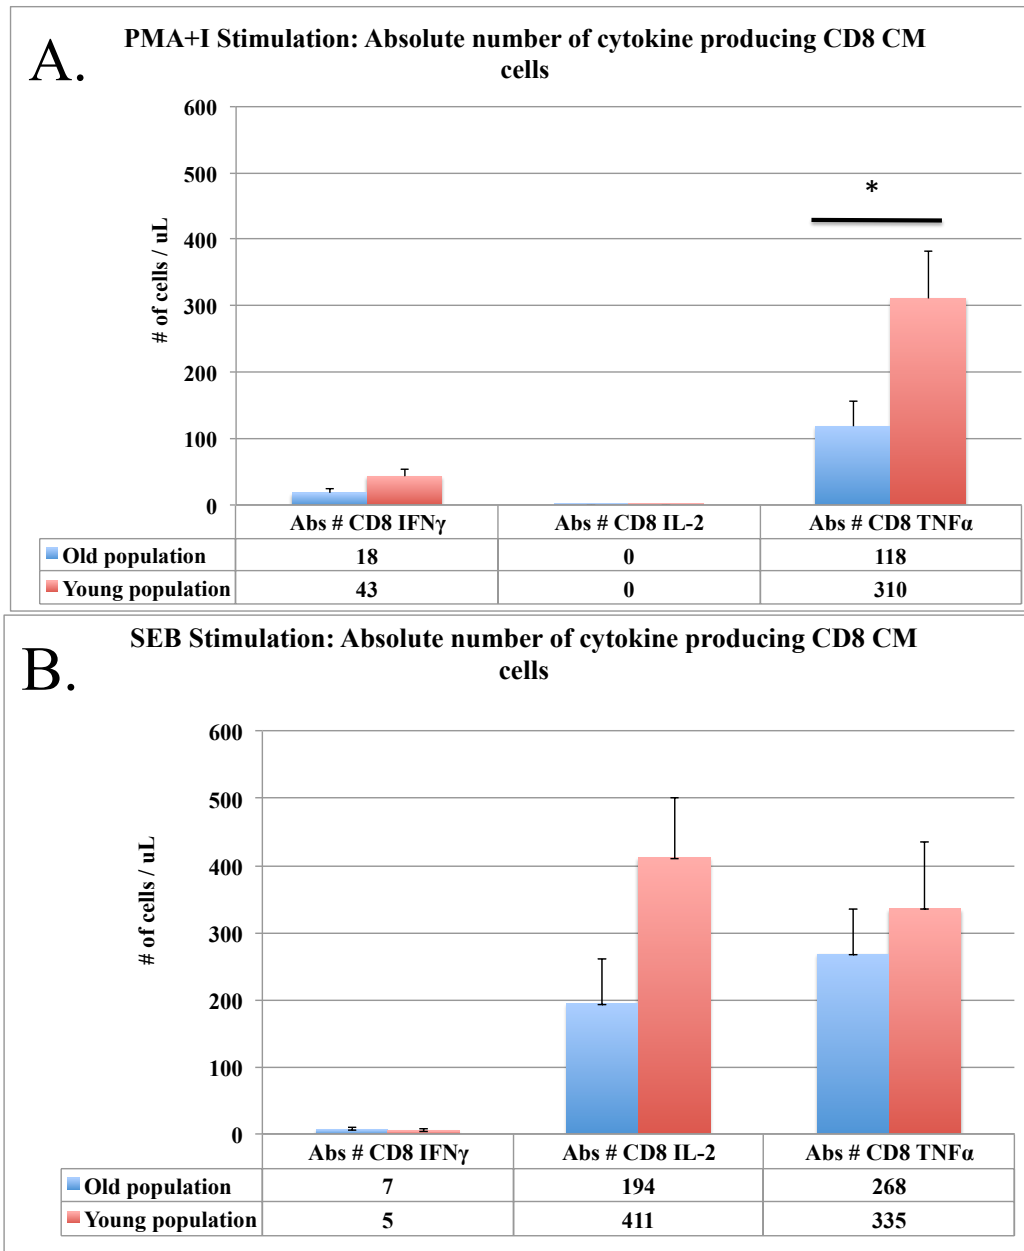 A.
PMA+I Stimulation: Absolute number of cytokine producing CD8 CM
cells
600
500
400
300
200
100
0
# of cells / uL
*
Abs # CD8 IFNγ Abs # CD8 IL-2 Abs # CD8 TNFα
Old population 18 0 118
Young population 43 0 310
B.
SEB Stimulation: Absolute number of cytokine producing CD8 CM
cells
600
500
400
300
200
100
0
# of cells / uL
Abs # CD8 IFNγ Abs # CD8 IL-2 Abs # CD8 TNFα
Old population 7 194 268
Young population 5 411 335